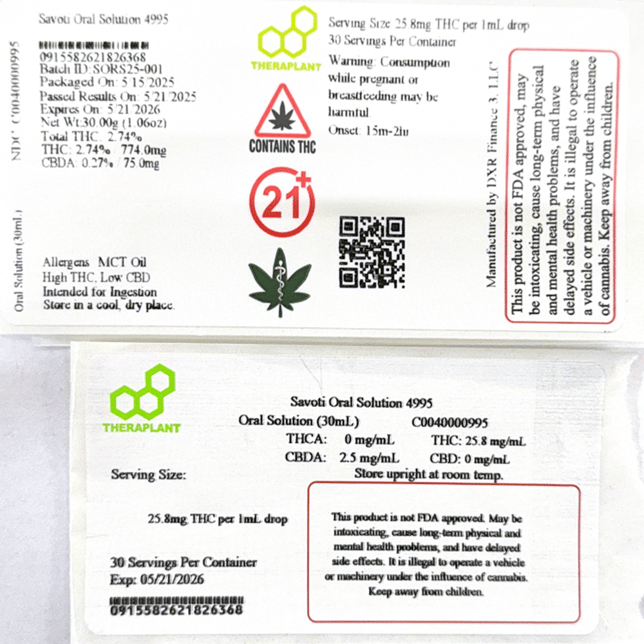 Savoti Oral Solution 4995
0915582621826368
Batch ID: SORS25-001
Packaged On: 5/15/2025
Passed Results On: 5/21/2025
Expires On: 5/21/2026
Net Wt:30.00g (1.06oz)
Total THC: 2.74%
THC: 2.74% / 774.0mg
CBDA: 0.27% / 75.0mg
NDC: C0040000995
Oral Solution (30mL)
Allergens: MCT Oil
High THC, Low CBD
Intended for Ingestion
Store in a cool, dry place.
THERAPLANT
CONTAINS THC
21+
Serving Size 25.8mg THC per 1mL drop
30 Servings Per Container
Warning: Consumption
while pregnant or
breastfeeding may be
harmful
Onset: 15m-2hr
Manufactured by DXR Finance 3, LLC
This product is not FDA approved, may
be intoxicating, cause long-term physical
and mental health problems, and have
delayed side effects. It is illegal to operate
a vehicle or machinery under the influence
of cannabis. Keep away from children.
THERAPLANT
Savoti Oral Solution 4995
Oral Solution (30mL) C0040000995
THCA: 0 mg/mL THC: 25.8 mg/mL
CBDA: 2.5 mg/mL CBD: 0 mg/mL
Serving Size: Store upright at room temp.
25.8mg THC per 1mL drop
30 Servings Per Container
Exp: 05/21/2026
0915582621826368
This product is not FDA approved. May be
intoxicating, cause long-term physical and
mental health problems, and have delayed
side effects. It is illegal to operate a vehicle
or machinery under the influence of cannabis.
Keep away from children.